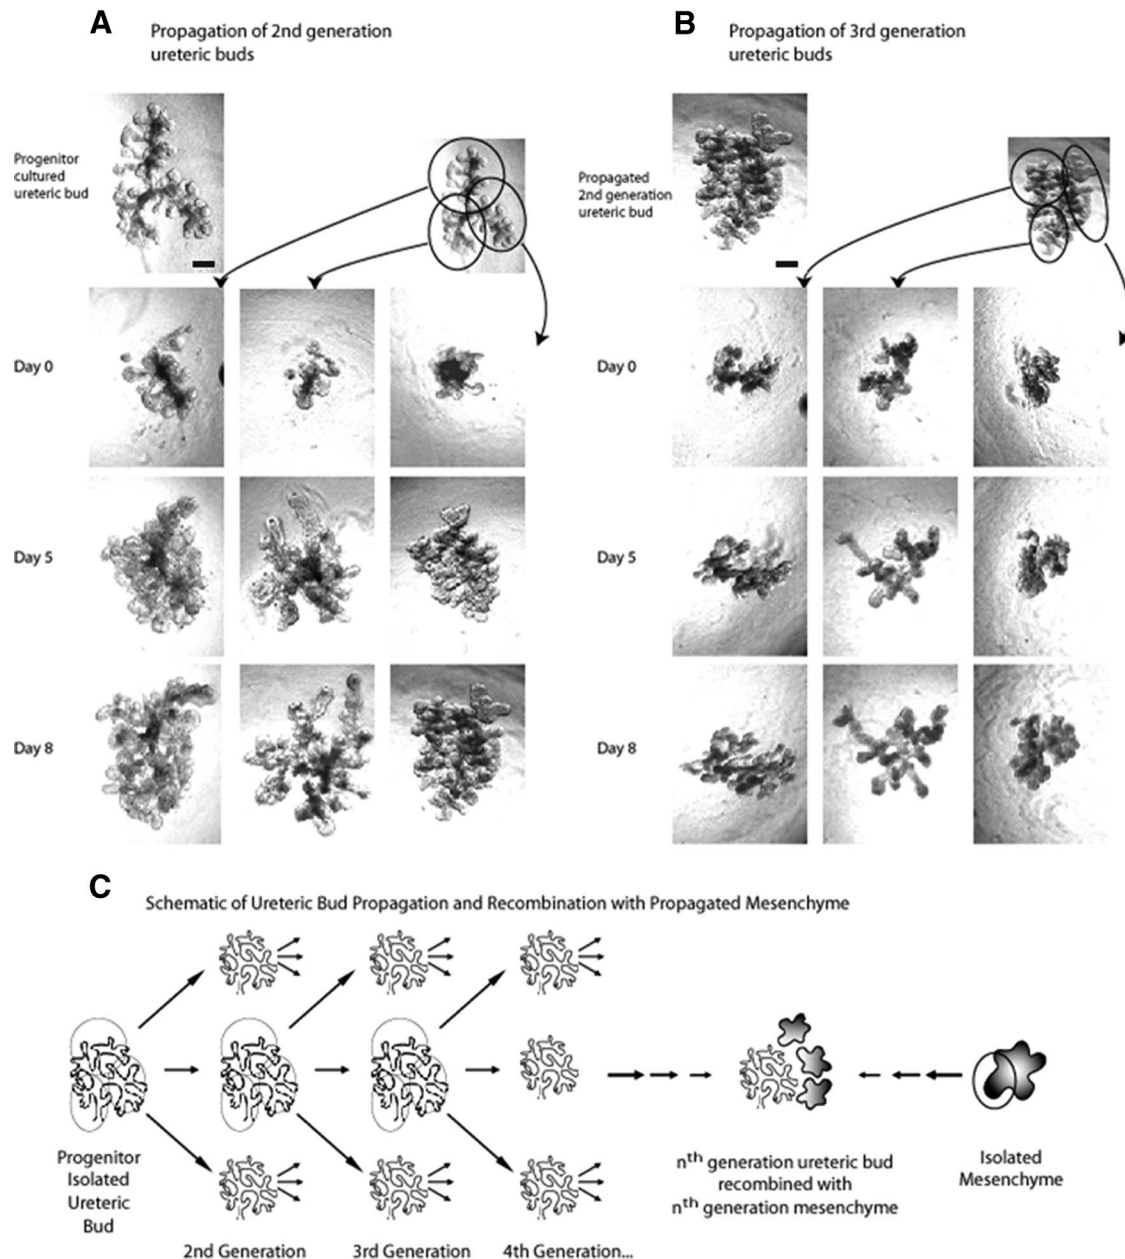 A
Propagation of 2nd generation
ureteric buds
Progenitor
cultured
ureteric bud
Day 0
Day 5
Day 8
B
Propagation of 3rd generation
ureteric buds
Propagated
2nd generation
ureteric bud
Day 0
Day 5
Day 8
C
Schematic of Ureteric Bud Propagation and Recombination with Propagated Mesenchyme
Progenitor
Isolated
Ureteric
Bud
2nd Generation
3rd Generation
4th Generation...
nth generation ureteric bud
recombined with
nth generation mesenchyme
Isolated
Mesenchyme